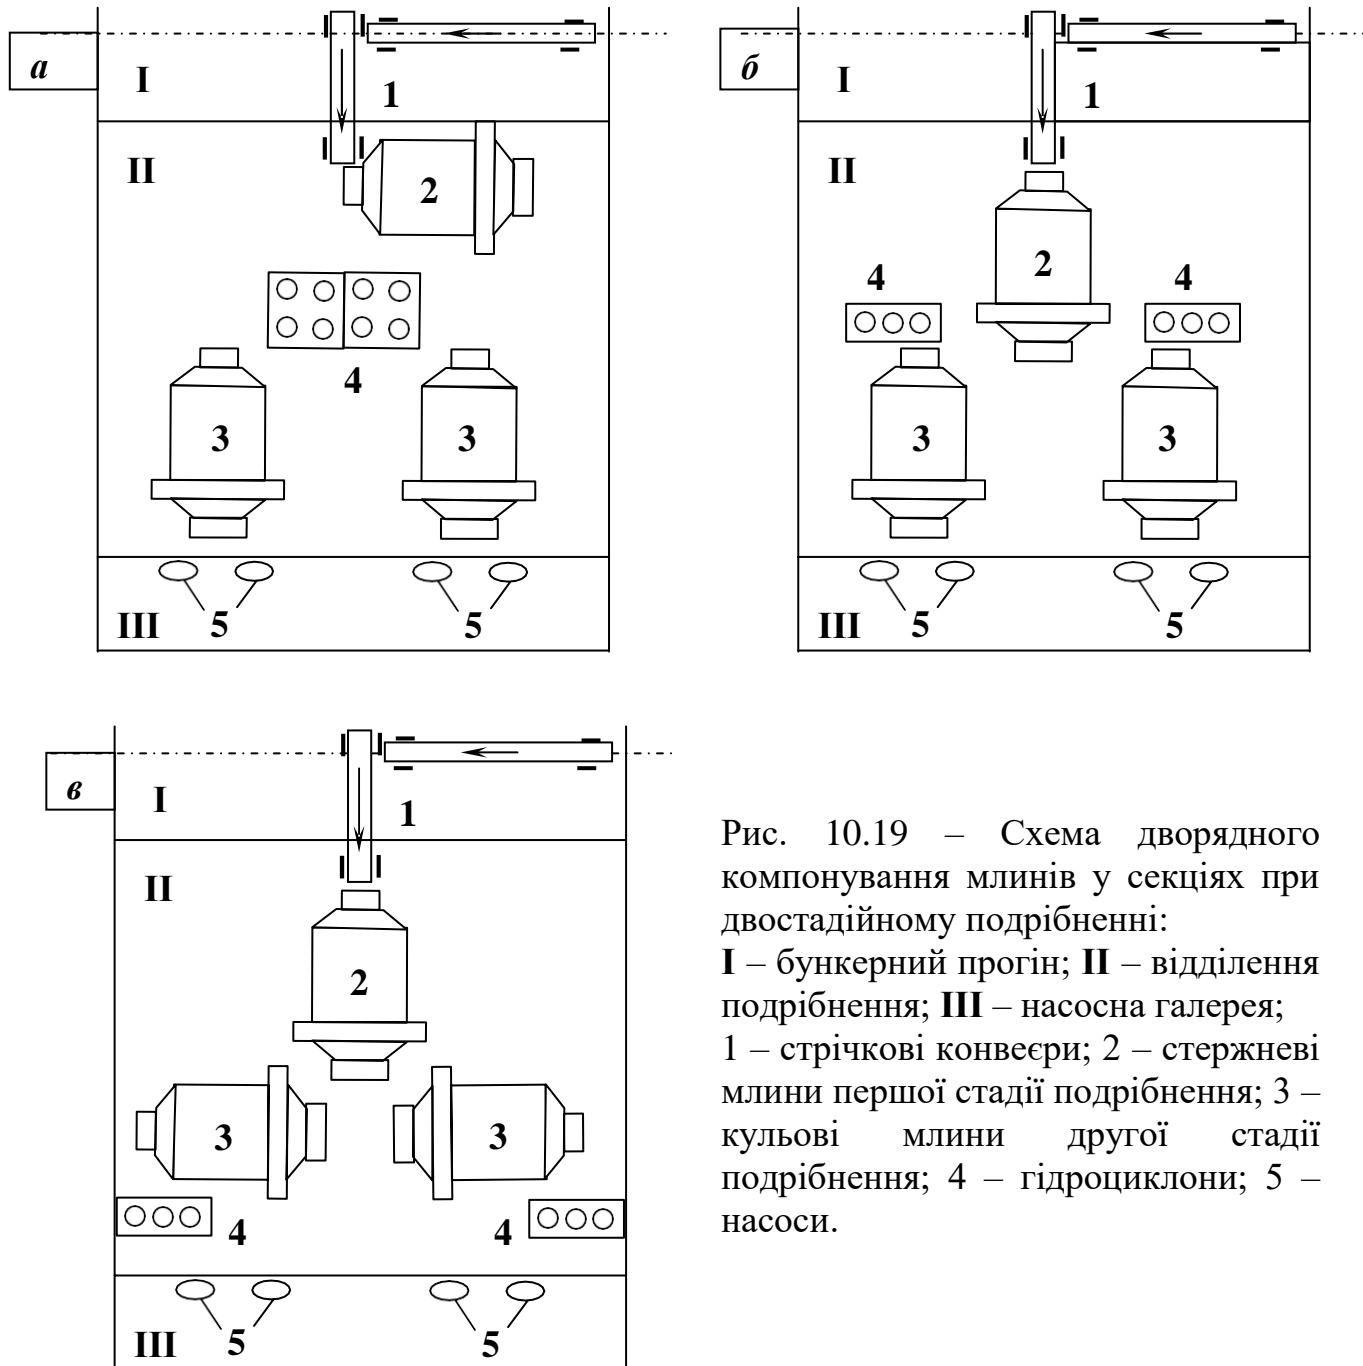 а
I
1
II
2
4
3
3
III
5
5
б
I
1
II
2
4
4
3
3
III
5
5
в
I
1
II
2
3
3
4
4
III
5
5
Рис. 10.19 – Схема дворядного
компонування млинів у секціях при
двостадійному подрібненні:
I – бункерний прогін; II – відділення
подрібнення; III – насосна галерея;
1 – стрічкові конвеєри; 2 – стержневі
млини першої стадії подрібнення; 3 –
кульові млини другої стадії
подрібнення; 4 – гідроциклони; 5 –
насоси.